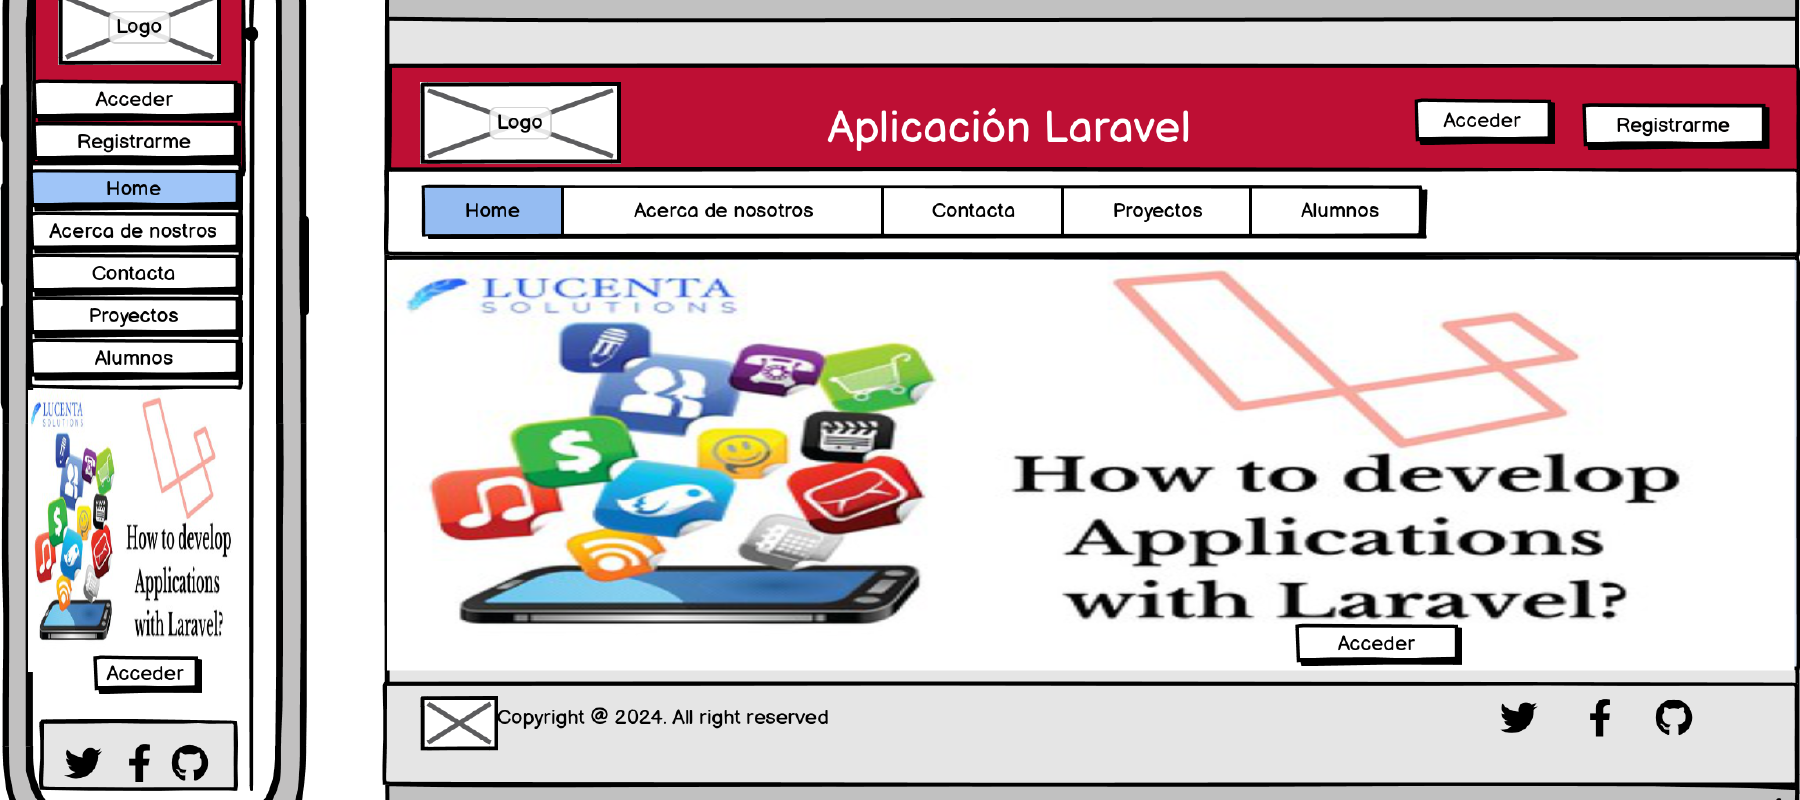 Logo
Acceder
Registrarme
Home
Acerca de nostros
Contacta
Proyectos
Alumnos
LUCENTA
SOLUTIONS
How to develop
Applications
with Laravel?
Acceder
Logo
Aplicación Laravel
Acceder
Registrarme
Home
Acerca de nosotros
Contacta
Proyectos
Alumnos
LUCENTA
SOLUTIONS
How to develop
Applications
with Laravel?
Acceder
Copyright @ 2024. All right reserved